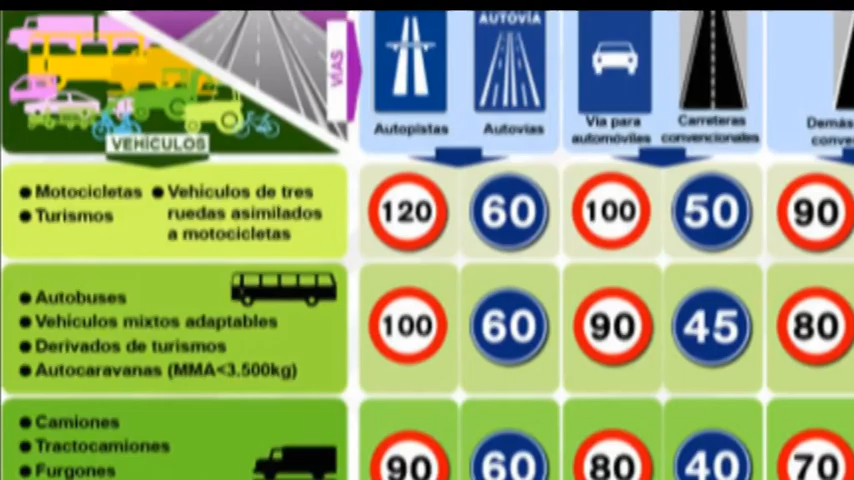 VÍAS
VEHÍCULOS
AUTOVÍA
Autopistas
Autovías
Vía para
automóviles
Carreteras
convencionales
Demás
conve
● Motocicletas ● Vehículos de tres
● Turismos ruedas asimilados
a motocicletas
120 60 100 50 90
● Autobuses
● Vehículos mixtos adaptables
● Derivados de turismos
● Autocaravanas (MMA<3.500kg)
100 60 90 45 80
● Camiones
● Tractocamiones
● Furgones
90 60 80 40 70